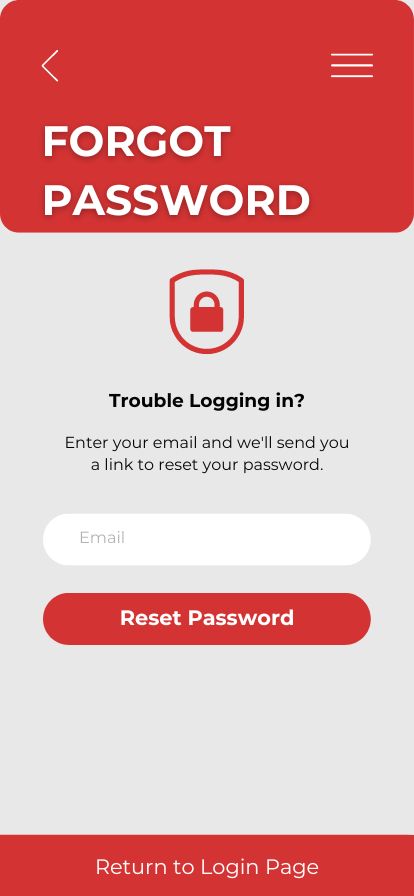 FORGOT
PASSWORD
Trouble Logging in?
Enter your email and we'll send you
a link to reset your password.
Email
Reset Password
Return to Login Page